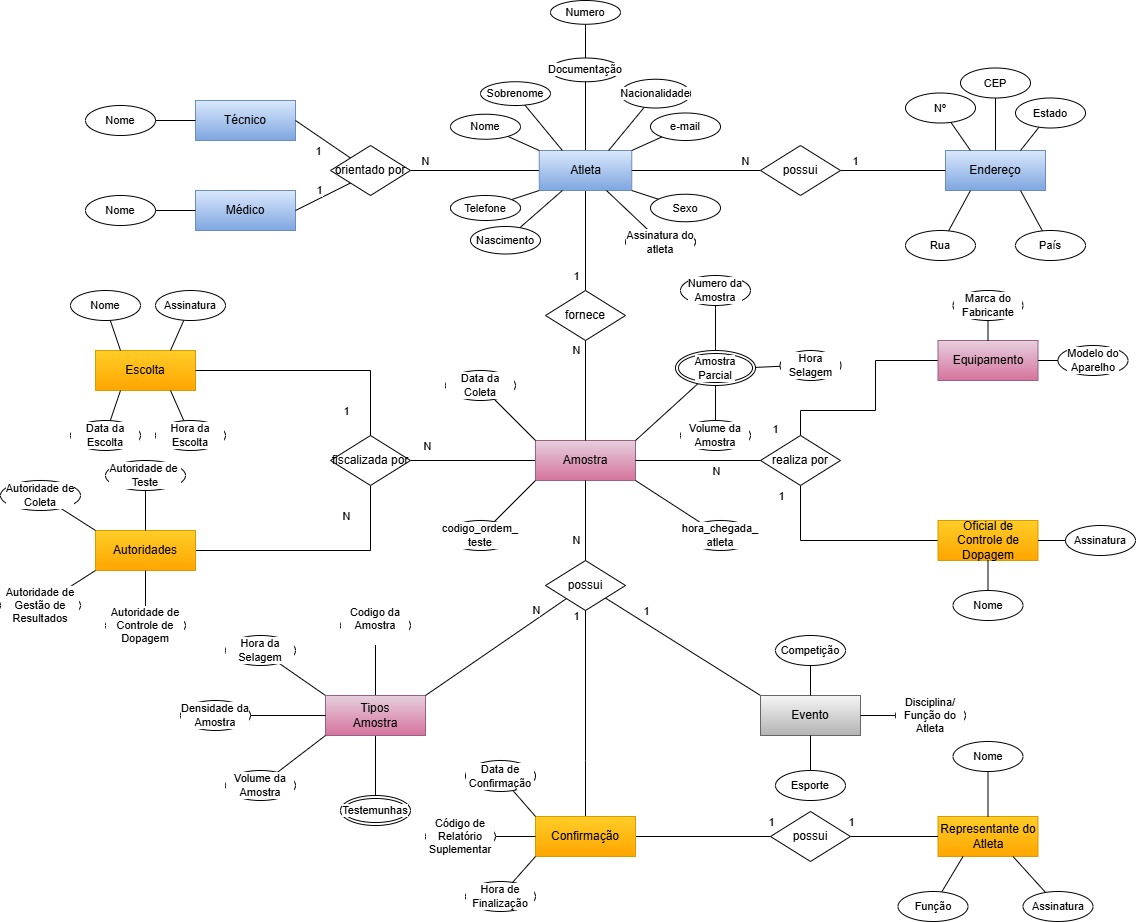 Numero
Documentação
Sobrenome
Nacionalidade
Nome
e-mail
CEP
Nº
Estado
Nome
Técnico
1
orientado por
N
Atleta
N
possui
1
Endereço
Nome
Médico
1
Telefone
Sexo
Nascimento
Assinatura do
atleta
Rua
País
1
fornece
N
Numero da
Amostra
Marca do
Fabricante
Nome
Assinatura
Escolta
Data da
Escolta
Hora da
Escolta
Data da
Coleta
Amostra
Parcial
Hora
Selagem
Volume da
Amostra
Equipamento
Modelo do
Aparelho
1
fiscalizada por
N
N
Amostra
N
1
realiza por
1
Autoridade de
Teste
Autoridade de
Coleta
Autoridades
Autoridade de
Gestão de
Resultados
Autoridade de
Controle de
Dopagem
codigo_ordem_
teste
hora_chegada_
atleta
Oficial de
Controle de
Dopagem
Assinatura
Nome
N
possui
N
1
1
Codigo da
Amostra
Hora da
Selagem
Densidade da
Amostra
Tipos
Amostra
Volume da
Amostra
Testemunhas
Competição
Evento
Disciplina/
Função do
Atleta
Esporte
Data de
Confirmação
Código de
Relatório
Suplementar
Confirmação
Hora de
Finalização
1
possui
1
Nome
Representante do
Atleta
Função
Assinatura